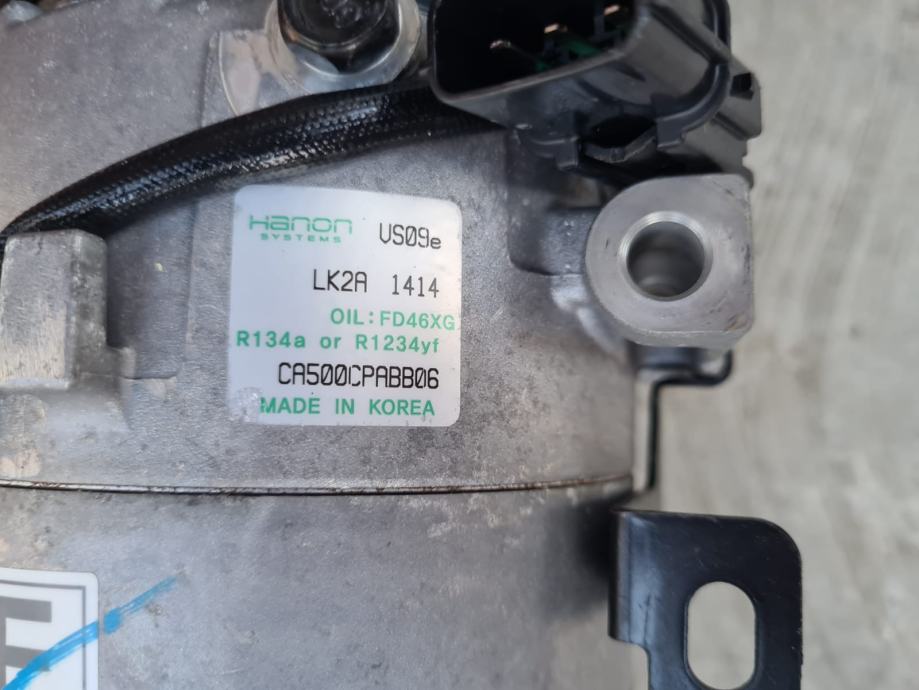 Hanon SYSTEMS VS09e
LK2A 1414
OIL:FD46XG
R134a or R1234yf
CA500CPABB06
MADE IN KOREA